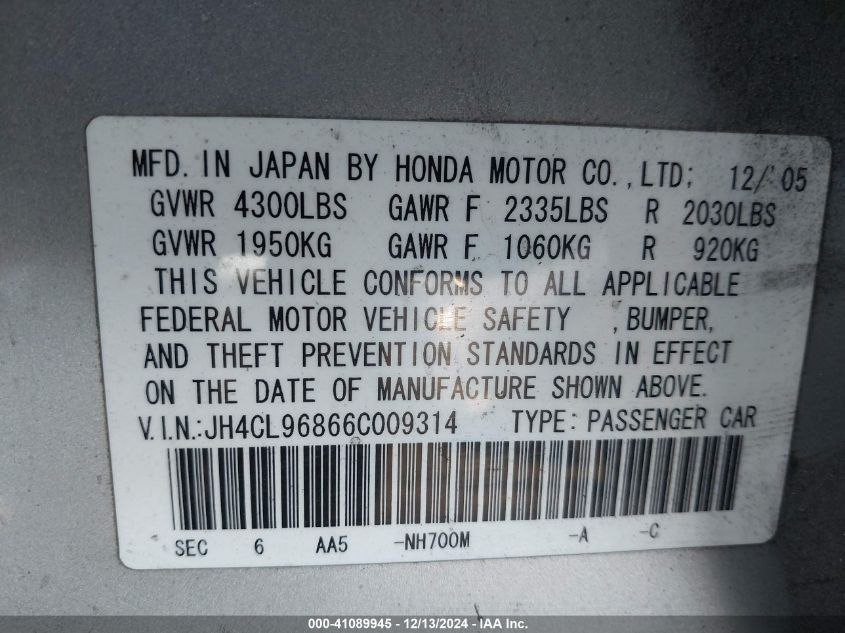 MFD. IN JAPAN BY HONDA MOTOR CO., LTD; 12/ 05
GVWR 4300LBS GAWR F 2335LBS R 2030LBS
GVWR 1950KG GAWR F 1060KG R 920KG
THIS VEHICLE CONFORMS TO ALL APPLICABLE
FEDERAL MOTOR VEHICLE SAFETY , BUMPER,
AND THEFT PREVENTION STANDARDS IN EFFECT
ON THE DATE OF MANUFACTURE SHOWN ABOVE.
V.I.N.:JH4CL96866C009314 TYPE: PASSENGER CAR
SEC 6 AA5 -NH700M -A -C
000-41089945 - 12/13/2024 - IAA Inc.